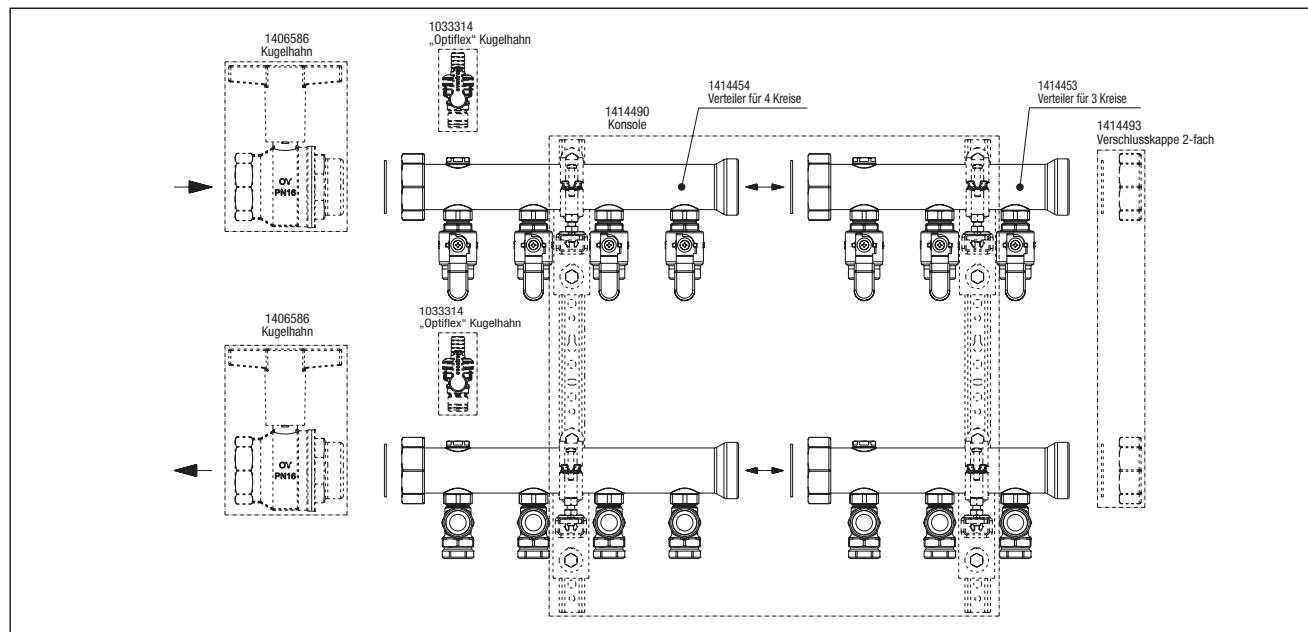 1406586
Kugelhahn
1033314
„Optiflex“ Kugelhahn
1414490
Konsole
1414454
Verteiler für 4 Kreise
1414453
Verteiler für 3 Kreise
1414493
Verschlusskappe 2-fach
OV
PN16
1406586
Kugelhahn
1033314
„Optiflex“ Kugelhahn
OV
PN16